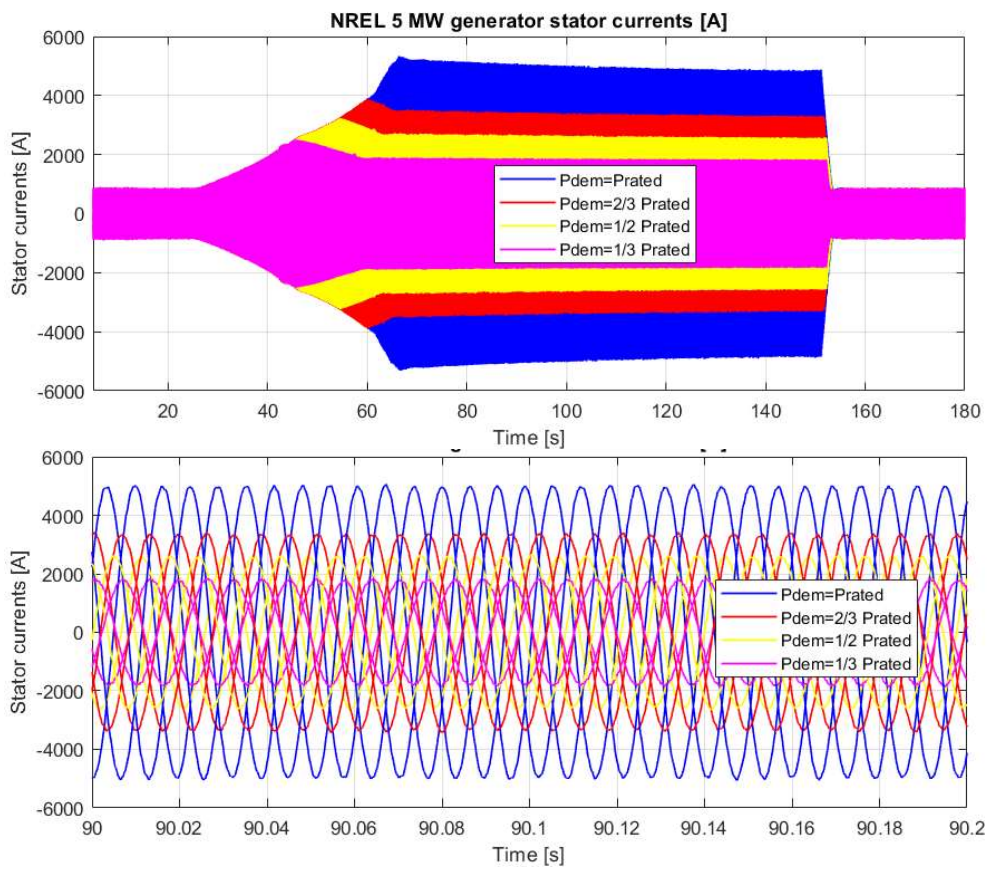 NREL 5 MW generator stator currents [A]
6000
4000
2000
0
-2000
-4000
-6000
Stator currents [A]
Pdem=Prated
Pdem=2/3 Prated
Pdem=1/2 Prated
Pdem=1/3 Prated
20 40 60 80 100 120 140 160 180
Time [s]
6000
4000
2000
0
-2000
-4000
-6000
Stator currents [A]
Pdem=Prated
Pdem=2/3 Prated
Pdem=1/2 Prated
Pdem=1/3 Prated
90 90.02 90.04 90.06 90.08 90.1 90.12 90.14 90.16 90.18 90.2
Time [s]